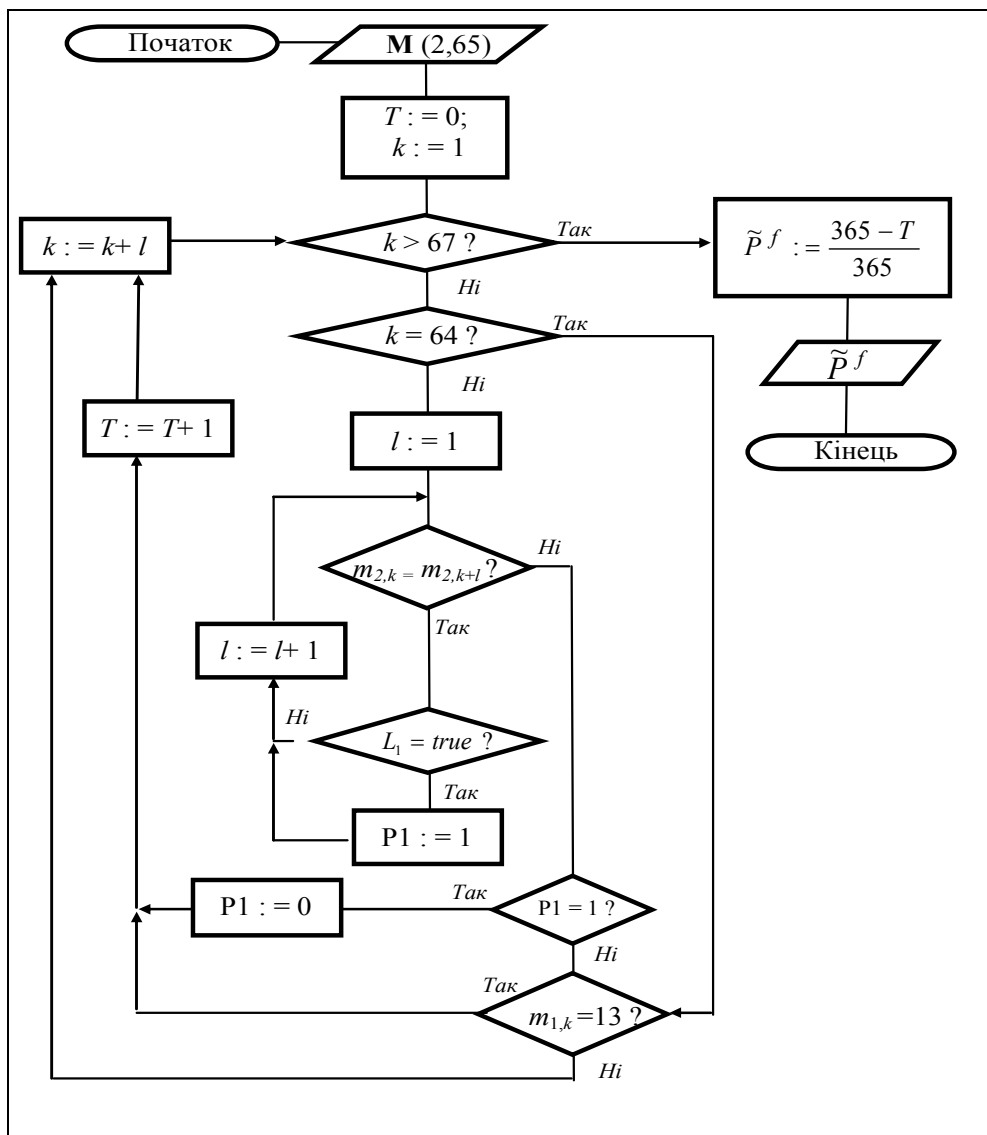 Початок
M (2,65)
T : = 0;
k : = 1
k : = k+ l
k > 67 ?
Так
P̃ f : = 365 − T
365
Ні
k = 64 ?
Так
P̃ f
Ні
T : = T+ 1
l : = 1
Кінець
m2,k = m2,k+l ?
Ні
Так
l : = l+ 1
Ні
L1 = true ?
Так
P1 : = 1
P1 : = 0
Так
P1 = 1 ?
Ні
Так
m1,k =13 ?
Ні